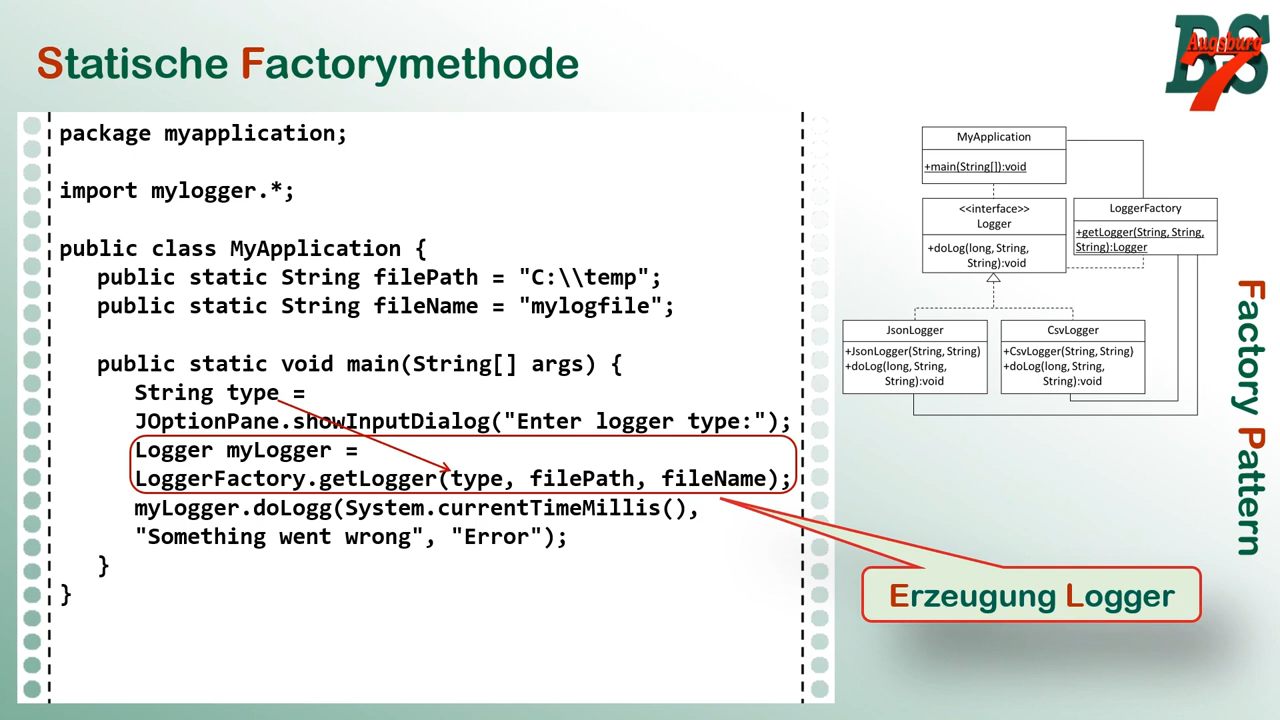 Statische Factorymethode
BS
Augsburg
7
package myapplication;
import mylogger.*;
public class MyApplication {
public static String filePath = "C:\\temp";
public static String fileName = "mylogfile";
public static void main(String[] args) {
String type =
JOptionPane.showInputDialog("Enter logger type:");
Logger myLogger =
LoggerFactory.getLogger(type, filePath, fileName);
myLogger.doLogg(System.currentTimeMillis(),
"Something went wrong", "Error");
}
}
MyApplication
+main(String[]):void
<<interface>>
Logger
+doLog(long, String,
String):void
LoggerFactory
+getLogger(String, String,
String):Logger
JsonLogger
+JsonLogger(String, String)
+doLog(long, String,
String):void
CsvLogger
+CsvLogger(String, String)
+doLog(long, String,
String):void
Factory Pattern
Erzeugung Logger